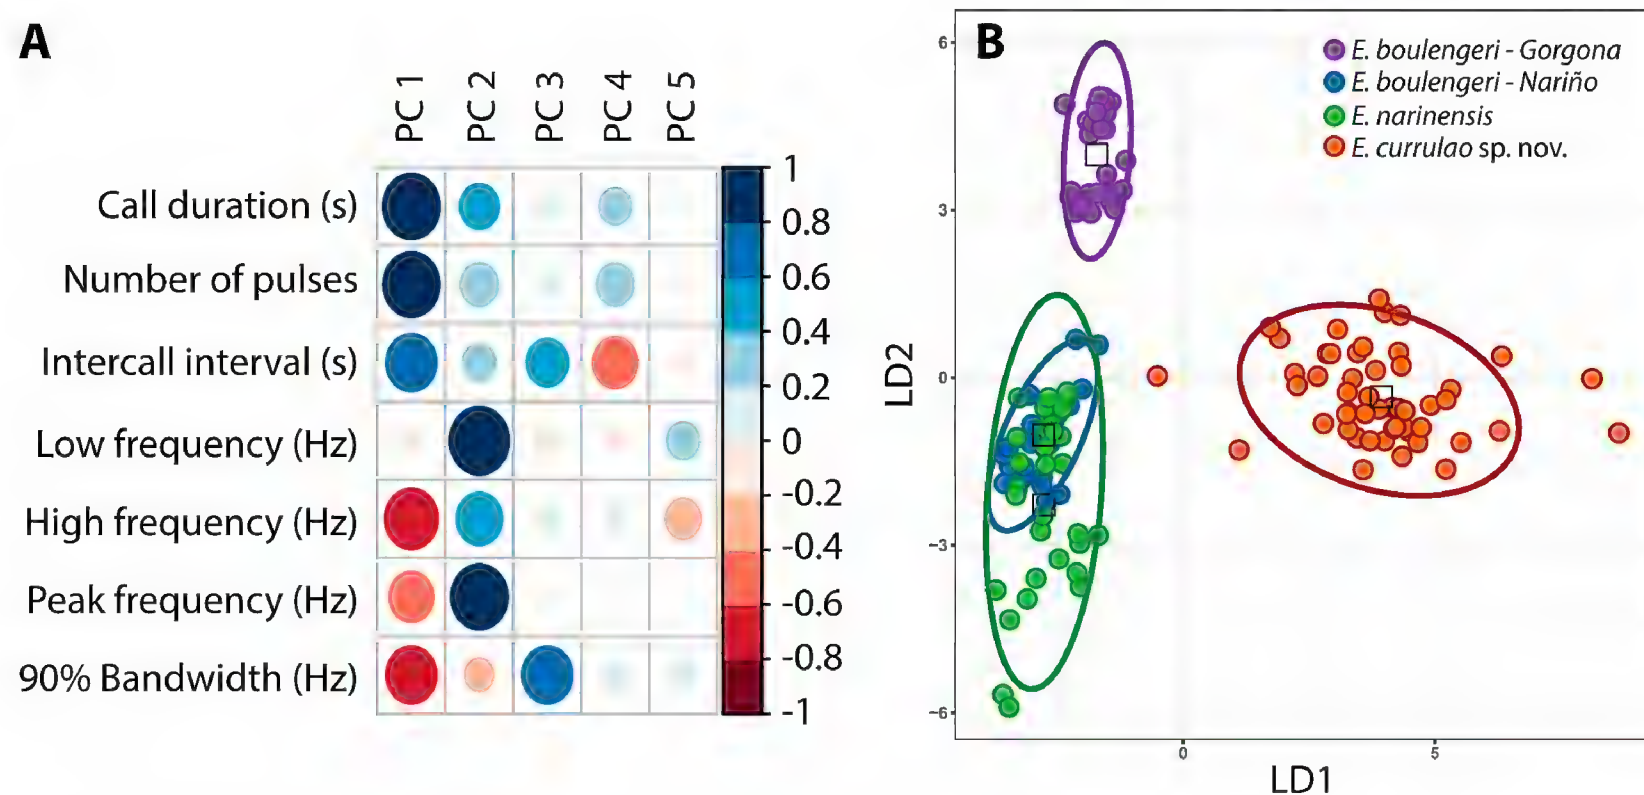 A
PC 1
PC 2
PC 3
PC 4
PC 5
Call duration (s)
Number of pulses
Intercall interval (s)
Low frequency (Hz)
High frequency (Hz)
Peak frequency (Hz)
90% Bandwidth (Hz)
1
0.8
0.6
0.4
0.2
0
-0.2
-0.4
-0.6
-0.8
-1
B
E. boulengeri - Gorgona
E. boulengeri - Nariño
E. narinensis
E. currulao sp. nov.
LD2
6
3
0
−3
−6
0
5
LD1